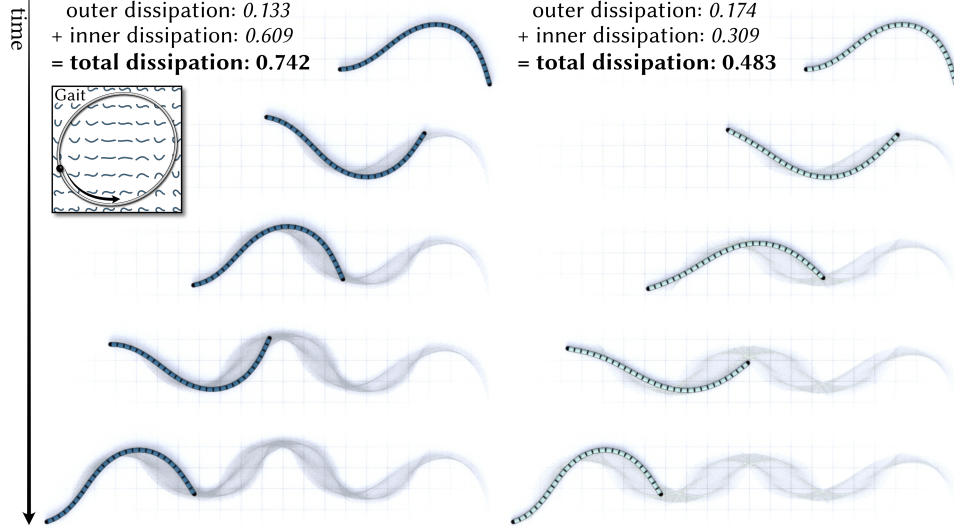 time
outer dissipation: 0.133
+ inner dissipation: 0.609
= total dissipation: 0.742
Gait
outer dissipation: 0.174
+ inner dissipation: 0.309
= total dissipation: 0.483